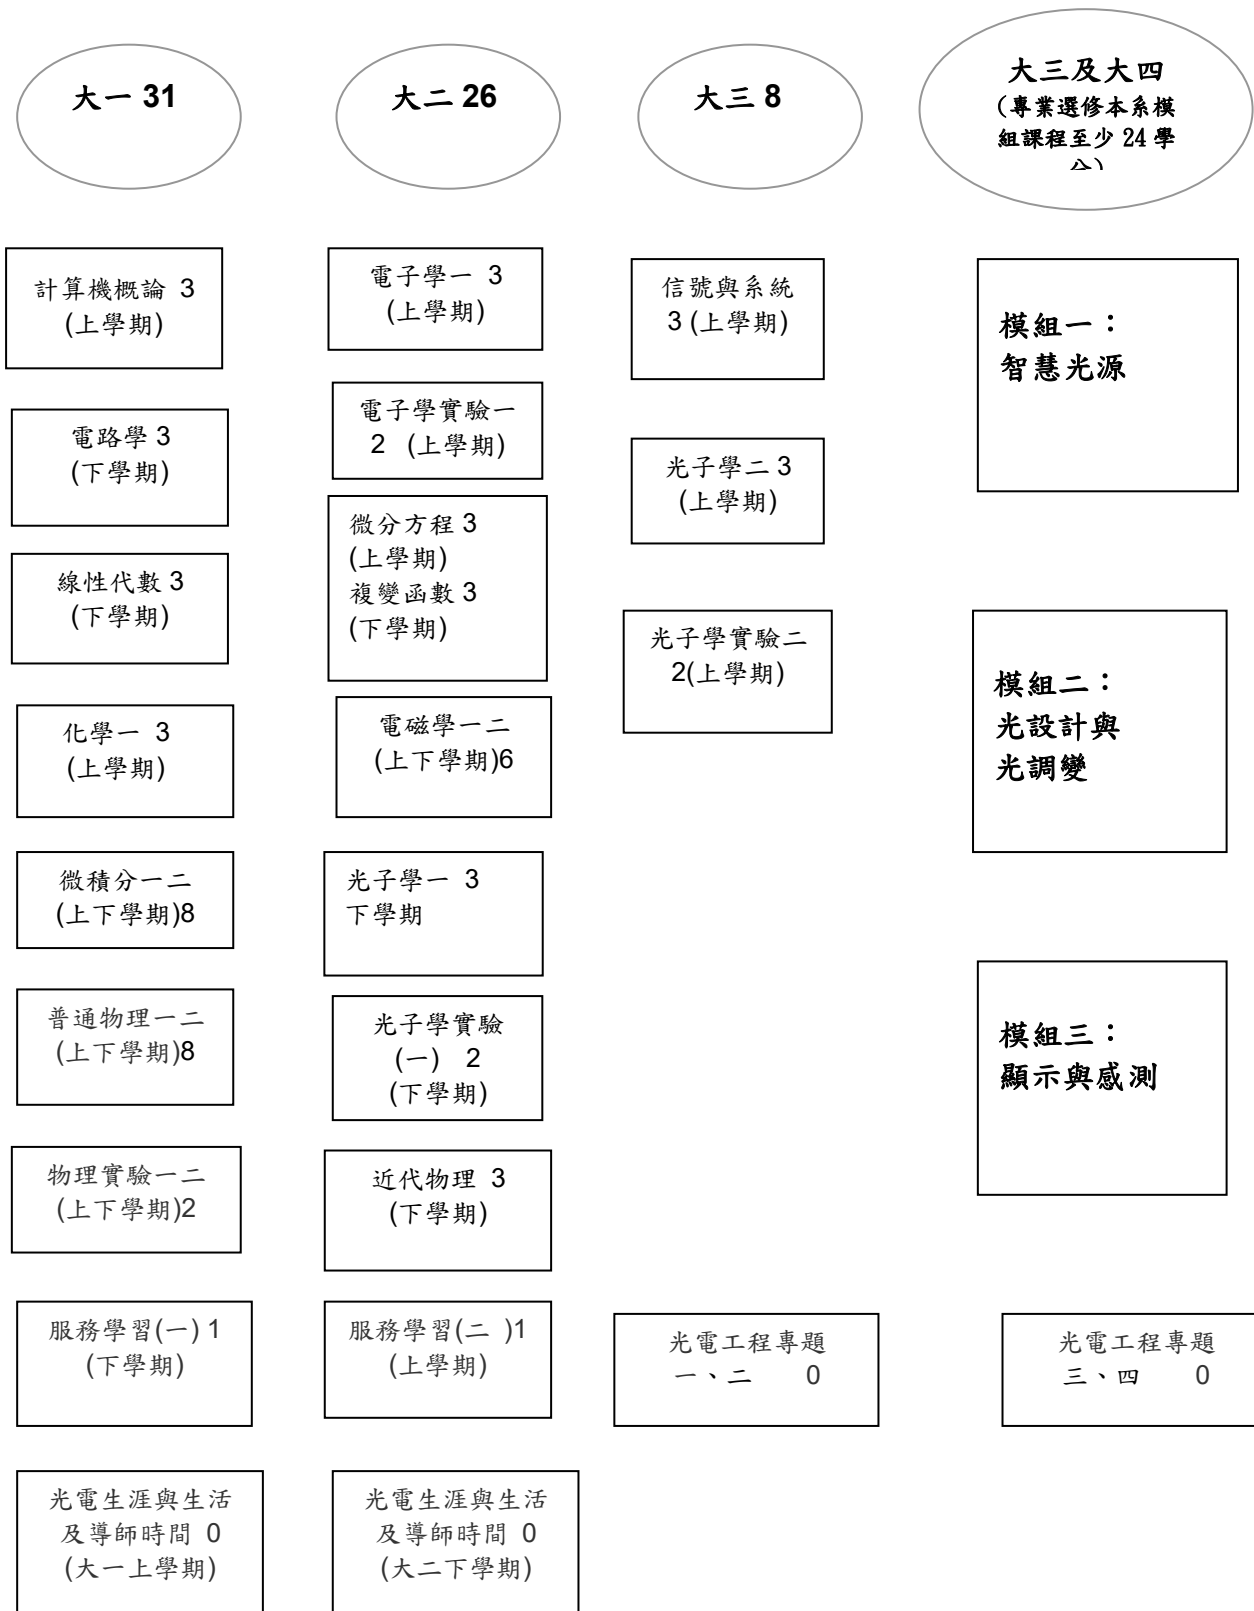 大一 31
計算機概論 3
(上學期)
電路學 3
(下學期)
線性代數 3
(下學期)
化學一 3
(上學期)
微積分一二
(上下學期)8
普通物理一二
(上下學期)8
物理實驗一二
(上下學期)2
服務學習(一) 1
(下學期)
光電生涯與生活
及導師時間 0
(大一上學期)
大二 26
電子學一 3
(上學期)
電子學實驗一
2 (上學期)
微分方程 3
(上學期)
複變函數 3
(下學期)
電磁學一二
(上下學期)6
光子學一 3
下學期
光子學實驗
(一) 2
(下學期)
近代物理 3
(下學期)
服務學習(二 )1
(上學期)
光電生涯與生活
及導師時間 0
(大二下學期)
大三 8
信號與系統
3 (上學期)
光子學二 3
(上學期)
光子學實驗二
2(上學期)
光電工程專題
一、二 0
大三及大四
(專業選修本系模
組課程至少 24 學
分)
模組一：
智慧光源
模組二：
光設計與
光調變
模組三：
顯示與感測
光電工程專題
三、四 0